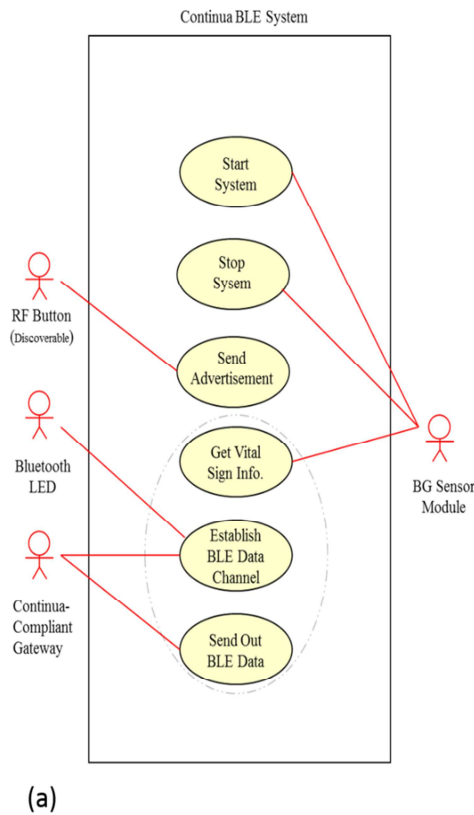 Continua BLE System
Start
System
Stop
Sysem
RF Button
(Discoverable)
Send
Advertisement
Get Vital
Sign Info.
Bluetooth
LED
BG Sensor
Module
Establish
BLE Data
Channel
Continua-
Compliant
Gateway
Send Out
BLE Data
(a)